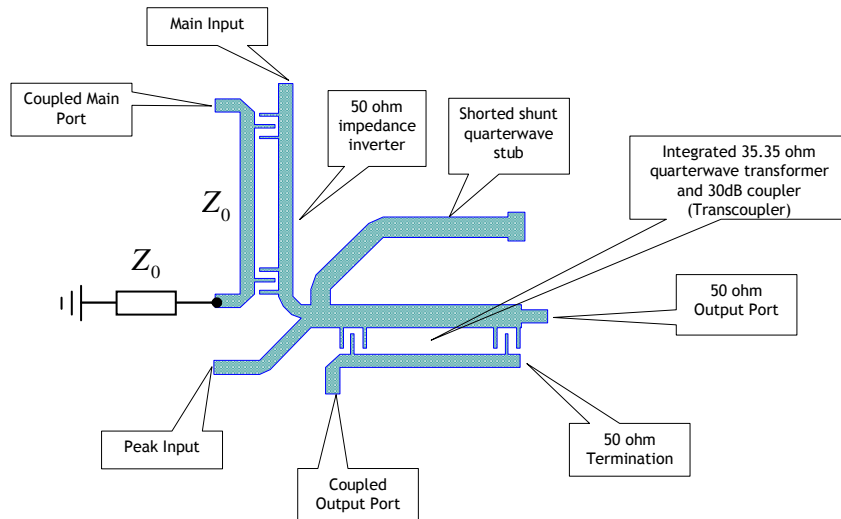 Main Input
Coupled Main
Port
50 ohm
impedance
inverter
Shorted shunt
quarterwave
stub
Integrated 35.35 ohm
quarterwave transformer
and 30dB coupler
(Transcoupler)
Z0
Z0
50 ohm
Output Port
Peak Input
Coupled
Output Port
50 ohm
Termination